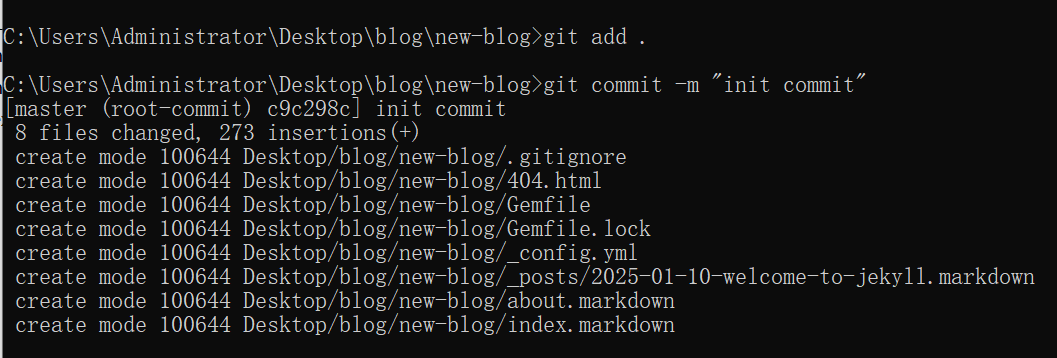 C:\Users\Administrator\Desktop\blog\new-blog>git add .
C:\Users\Administrator\Desktop\blog\new-blog>git commit -m "init commit"
[master (root-commit) c9c298c] init commit
 8 files changed, 273 insertions(+)
 create mode 100644 Desktop/blog/new-blog/.gitignore
 create mode 100644 Desktop/blog/new-blog/404.html
 create mode 100644 Desktop/blog/new-blog/Gemfile
 create mode 100644 Desktop/blog/new-blog/Gemfile.lock
 create mode 100644 Desktop/blog/new-blog/_config.yml
 create mode 100644 Desktop/blog/new-blog/_posts/2025-01-10-welcome-to-jekyll.markdown
 create mode 100644 Desktop/blog/new-blog/about.markdown
 create mode 100644 Desktop/blog/new-blog/index.markdown